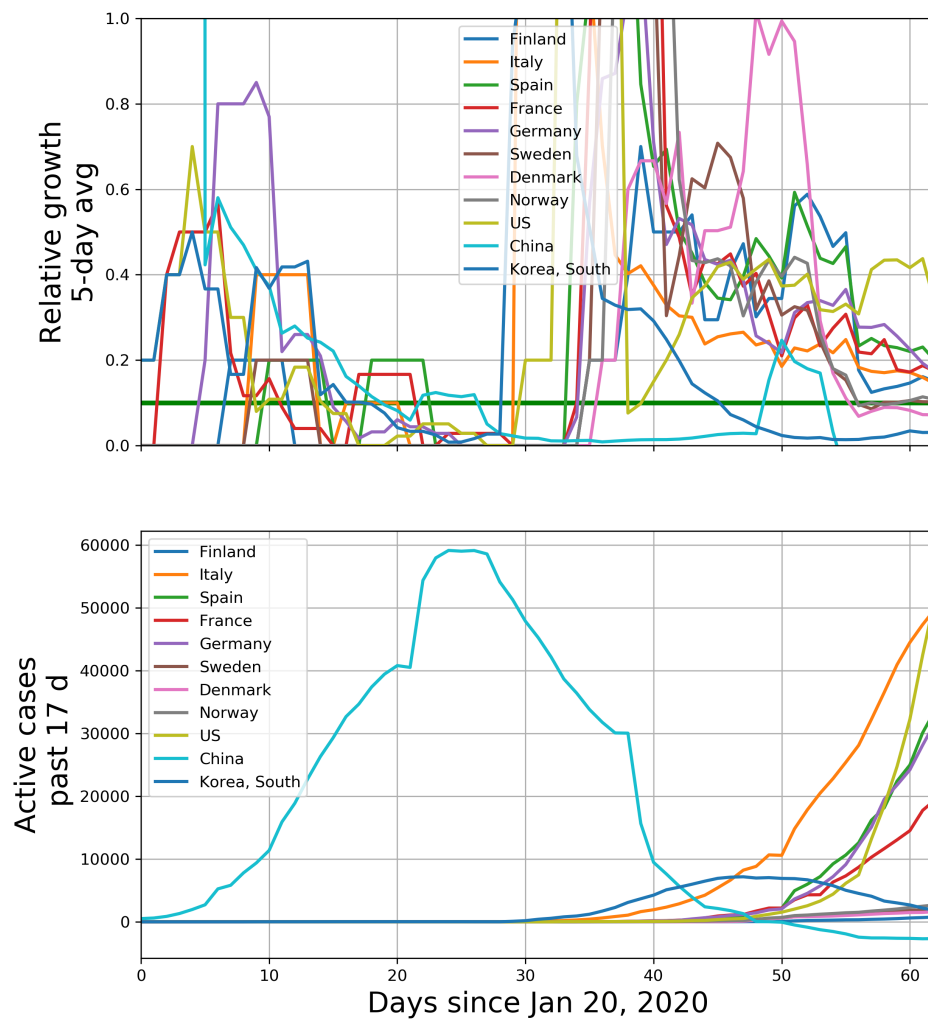 Relative growth
5-day avg
1.0
0.8
0.6
0.4
0.2
0.0
Finland
Italy
Spain
France
Germany
Sweden
Denmark
Norway
US
China
Korea, South
Active cases
past 17 d
60000
50000
40000
30000
20000
10000
0
Finland
Italy
Spain
France
Germany
Sweden
Denmark
Norway
US
China
Korea, South
0 10 20 30 40 50 60
Days since Jan 20, 2020